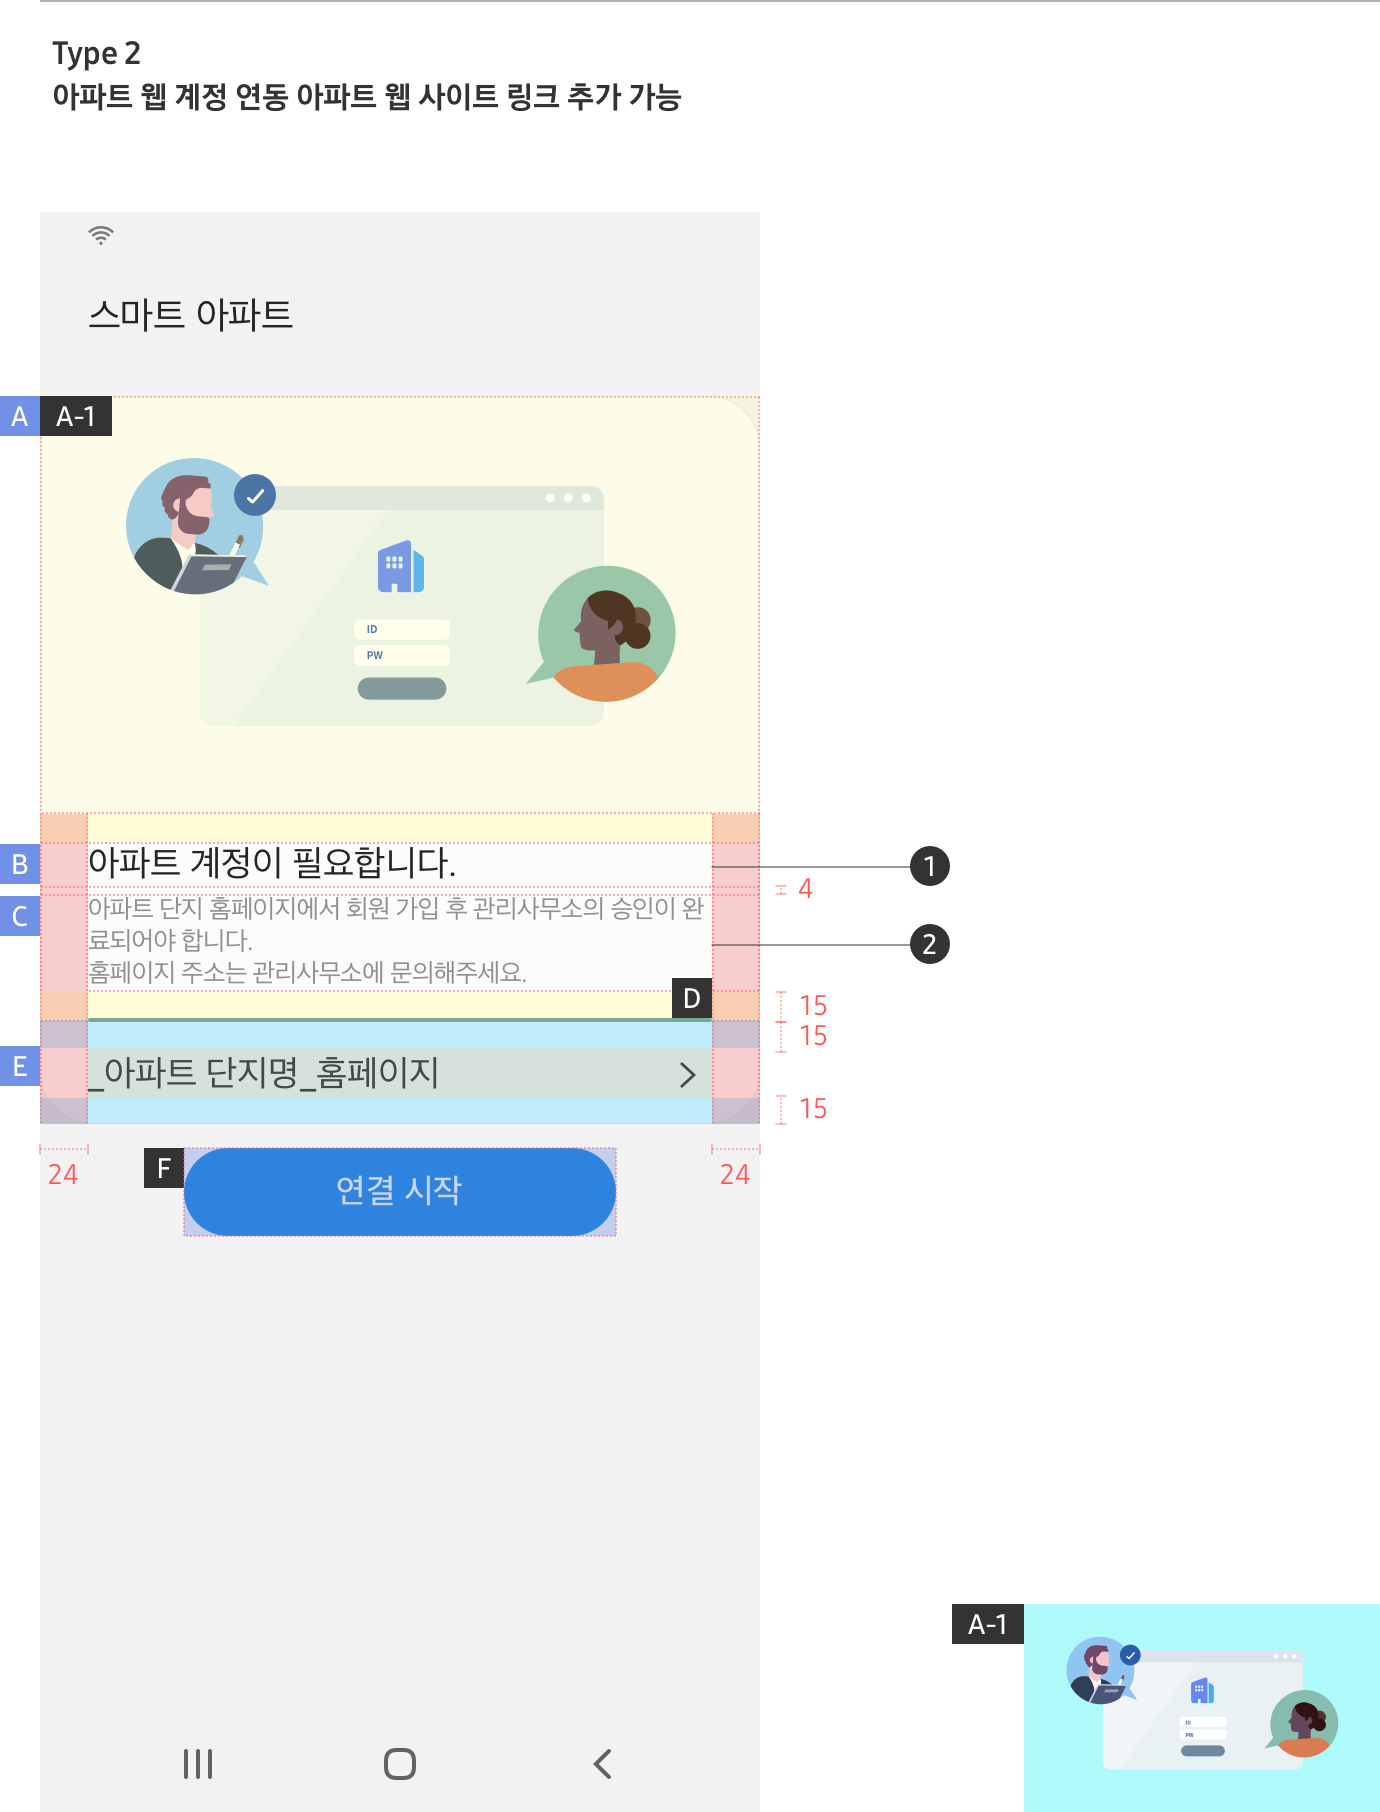 Type 2
아파트 웹 계정 연동 아파트 웹 사이트 링크 추가 가능
스마트 아파트
A A-1
ID
PW
B 아파트 계정이 필요합니다. 1
4
C 아파트 단지 홈페이지에서 회원 가입 후 관리사무소의 승인이 완
료되어야 합니다. 2
홈페이지 주소는 관리사무소에 문의해주세요.
D 15
15
E _아파트 단지명_홈페이지
15
24 24
F 연결 시작
A-1
ID
PW